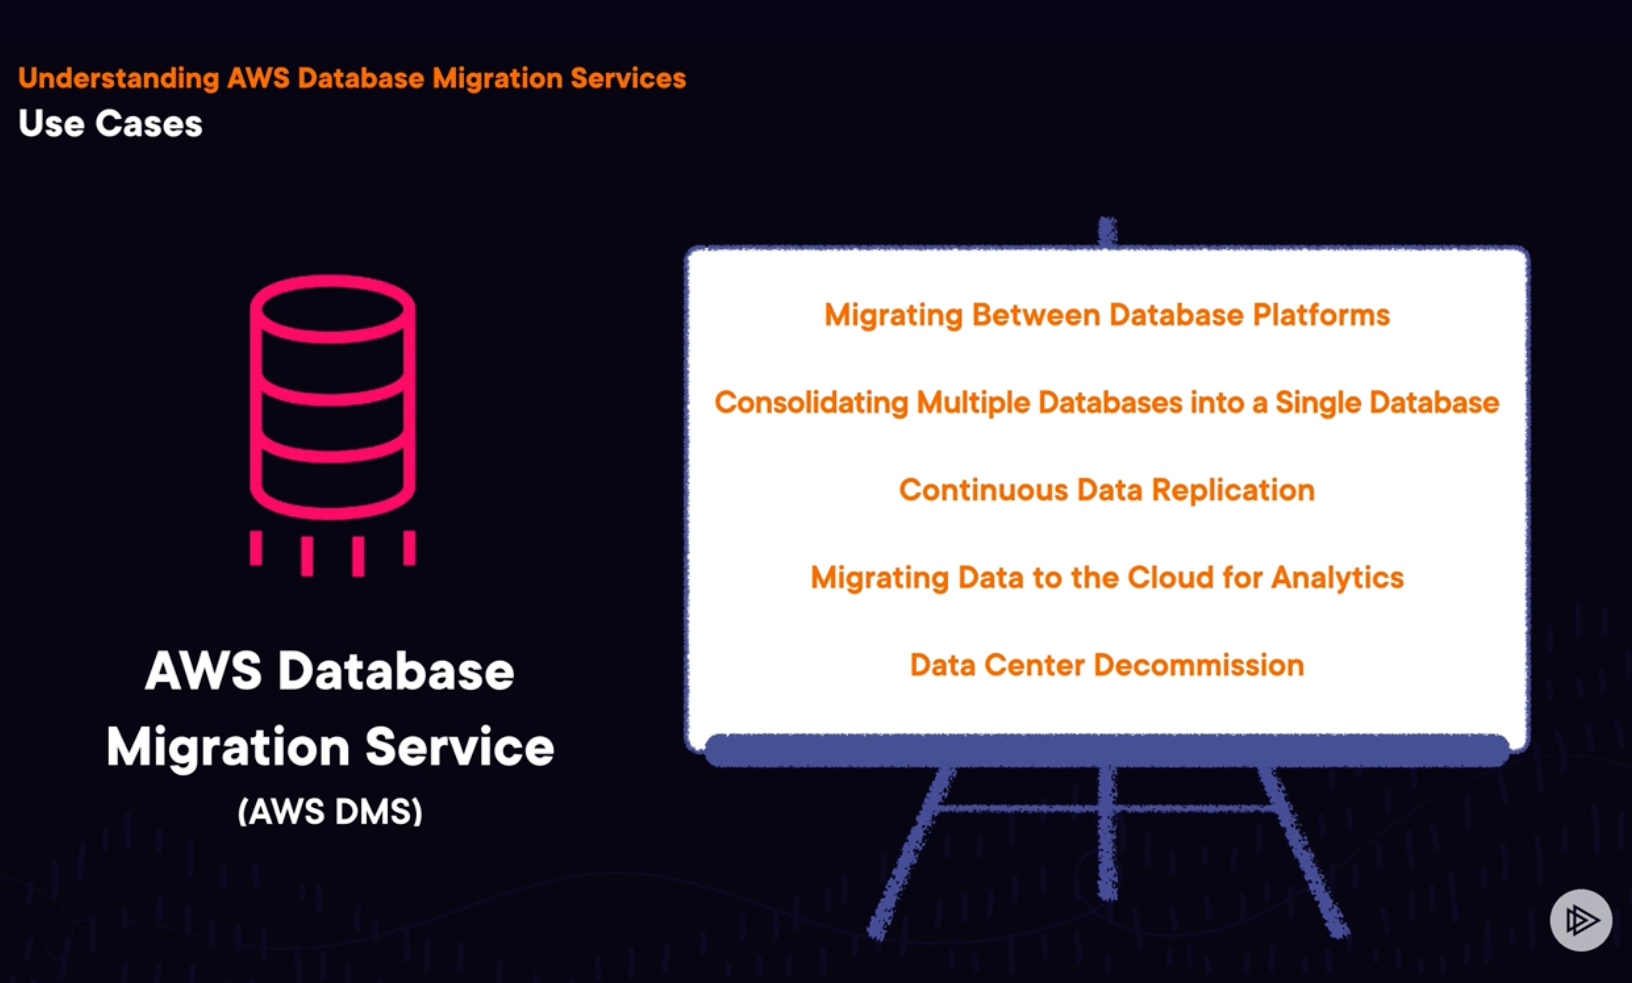 Understanding AWS Database Migration Services
Use Cases
AWS Database
Migration Service
(AWS DMS)
Migrating Between Database Platforms
Consolidating Multiple Databases into a Single Database
Continuous Data Replication
Migrating Data to the Cloud for Analytics
Data Center Decommission